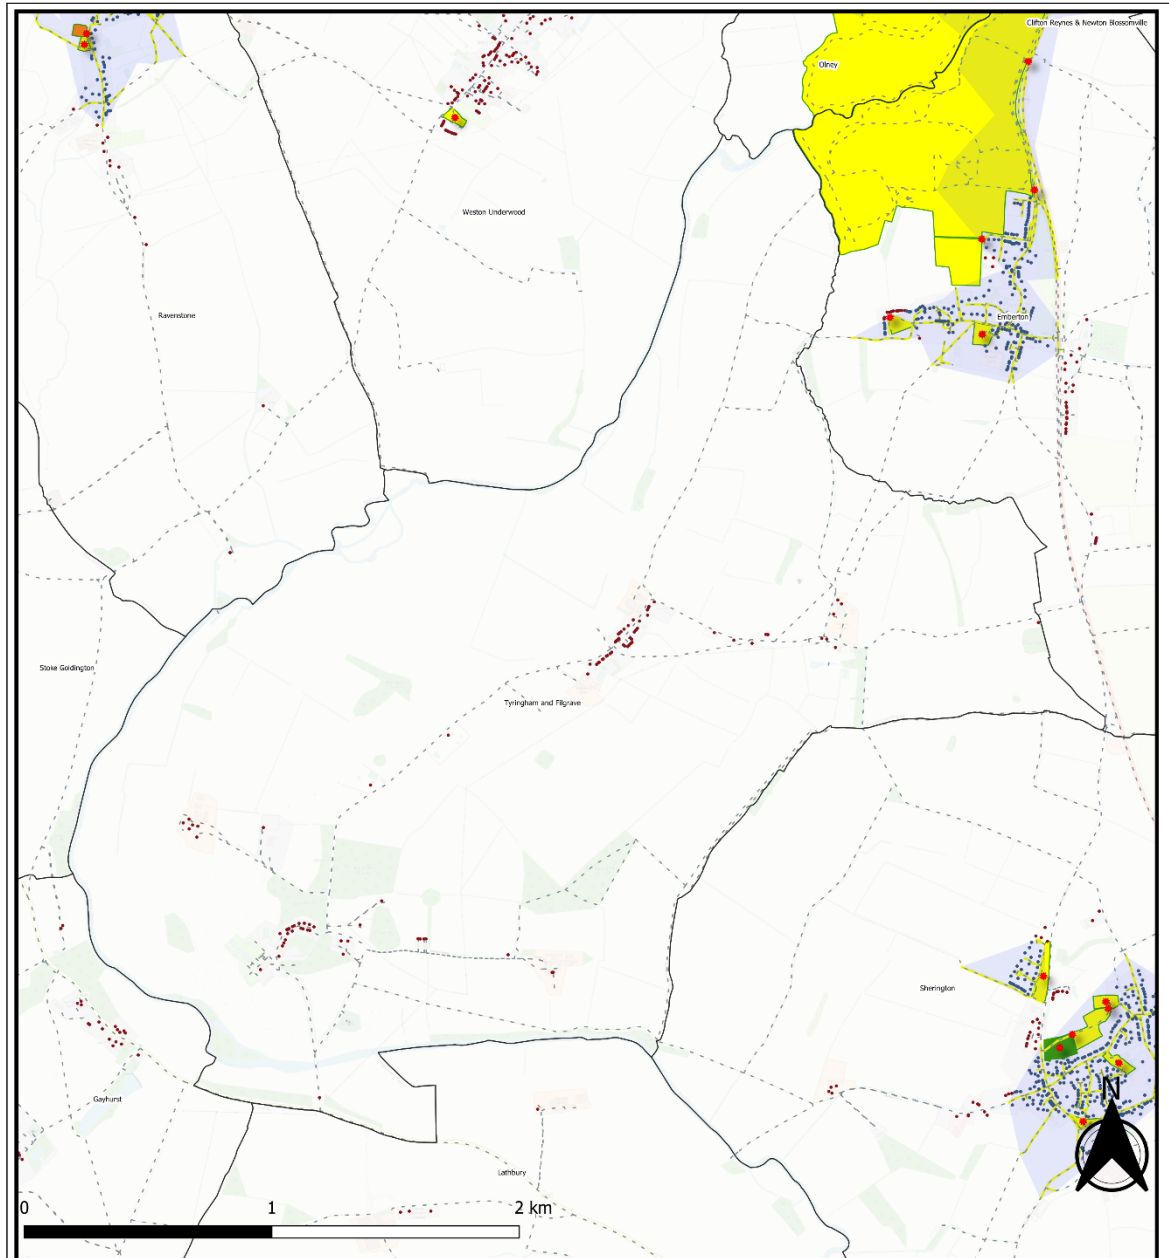 Clifton Reynes & Newton Blossomville
Olney
Weston Underwood
Ravenstone
Emberton
Stoke Goldington
Tyringham and Filgrave
Sherington
N
Gayhurst
Lathbury
0 1 2 km